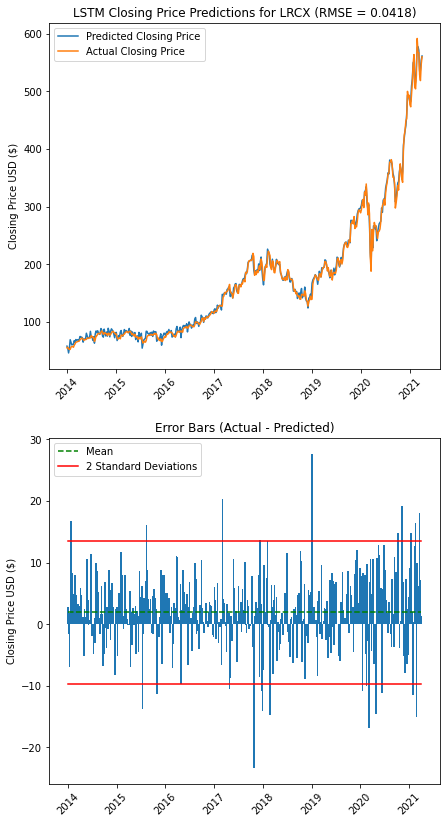 LSTM Closing Price Predictions for LRCX (RMSE = 0.0418)
Predicted Closing Price
Actual Closing Price
Closing Price USD ($)
600
500
400
300
200
100
2014 2015 2016 2017 2018 2019 2020 2021
Error Bars (Actual - Predicted)
Mean
2 Standard Deviations
Closing Price USD ($)
30
20
10
0
−10
−20
2014 2015 2016 2017 2018 2019 2020 2021